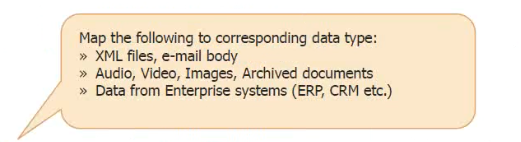 Map the following to corresponding data type:
» XML files, e-mail body
» Audio, Video, Images, Archived documents
» Data from Enterprise systems (ERP, CRM etc.)